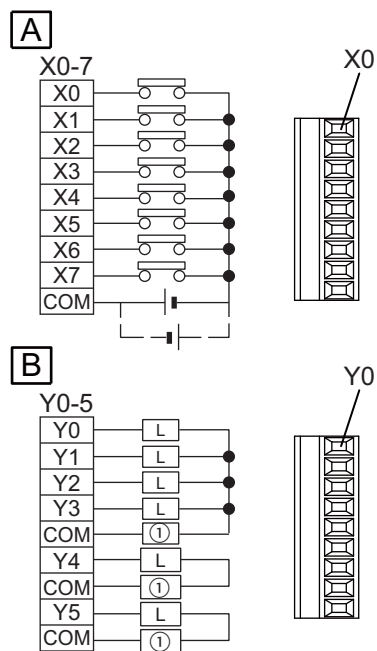 A
X0-7
X0
X0
X1
X2
X3
X4
X5
X6
X7
COM
B
Y0-5
Y0
Y0 L
Y1 L
Y2 L
Y3 L
COM ①
Y4 L
COM ①
Y5 L
COM ①